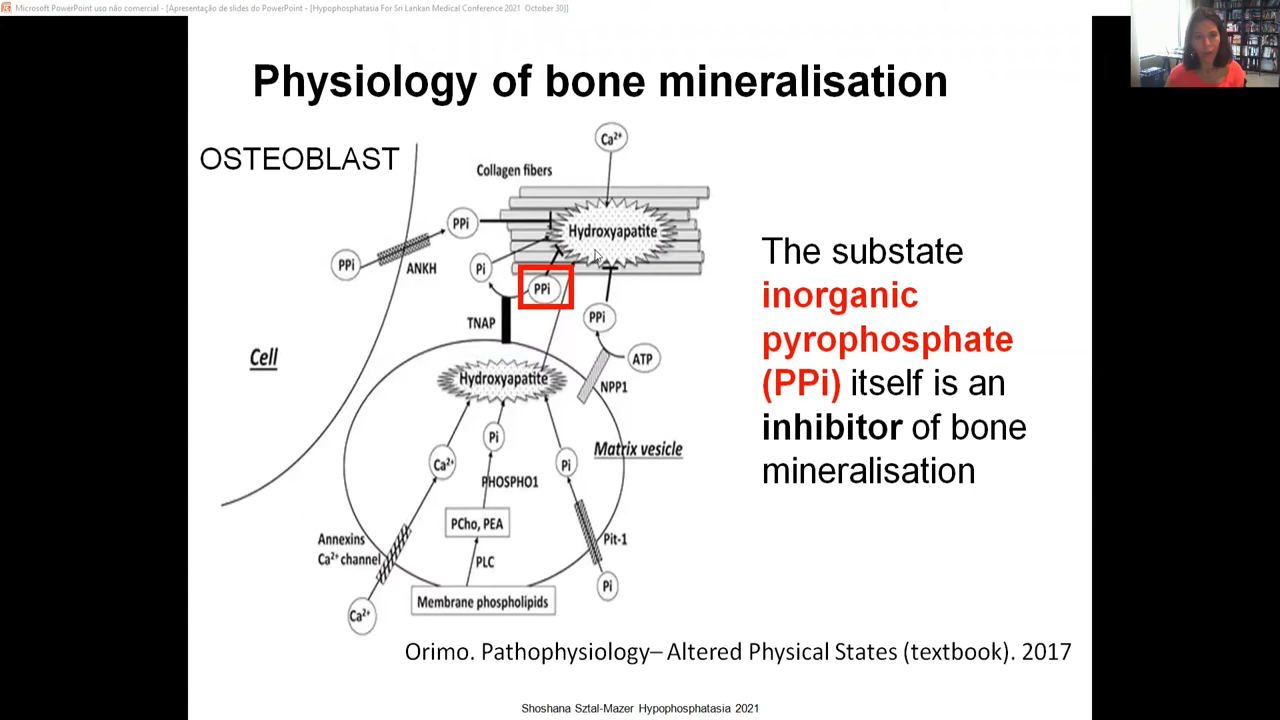 Microsoft PowerPoint uso não comercial - [Apresentação de slides do PowerPoint - [Hypophosphatasia For Sri Lankan Medical Conference 2021 October 30]]
Physiology of bone mineralisation
OSTEOBLAST
Ca²⁺
Collagen fibers
PPi
Hydroxyapatite
PPi
ANKH
Pi
PPi
TNAP
PPi
ATP
NPP1
Cell
Hydroxyapatite
Pi
Matrix vesicle
Ca²⁺
Pi
PHOSPHO1
PCho, PEA
Annexins
Ca²⁺ channel
Pit-1
PLC
Pi
Membrane phospholipids
Ca²⁺
The substate
inorganic
pyrophosphate
(PPi) itself is an
inhibitor of bone
mineralisation
Orimo. Pathophysiology– Altered Physical States (textbook). 2017
Shoshana Sztal-Mazer Hypophosphatasia 2021